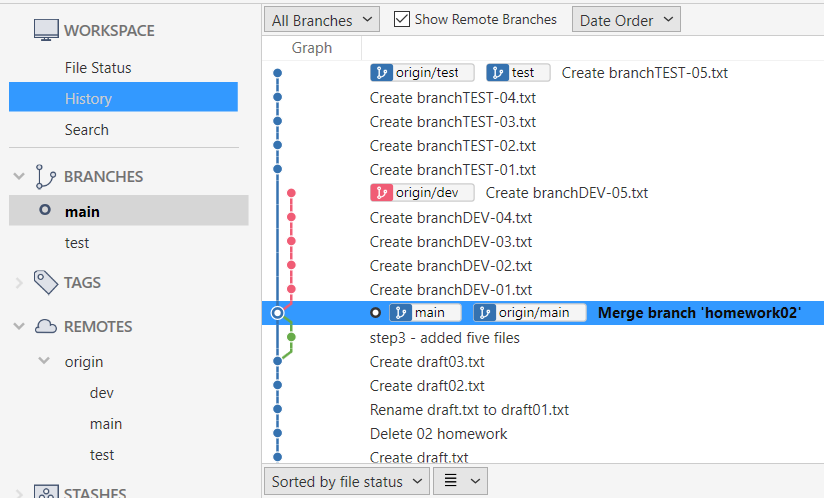 WORKSPACE
File Status
History
Search
BRANCHES
main
test
TAGS
REMOTES
origin
dev
main
test
STASHES
All Branches Show Remote Branches Date Order
Graph
origin/test test Create branchTEST-05.txt
Create branchTEST-04.txt
Create branchTEST-03.txt
Create branchTEST-02.txt
Create branchTEST-01.txt
origin/dev Create branchDEV-05.txt
Create branchDEV-04.txt
Create branchDEV-03.txt
Create branchDEV-02.txt
Create branchDEV-01.txt
main origin/main Merge branch 'homework02'
step3 - added five files
Create draft03.txt
Create draft02.txt
Rename draft.txt to draft01.txt
Delete 02 homework
Create draft.txt
Sorted by file status